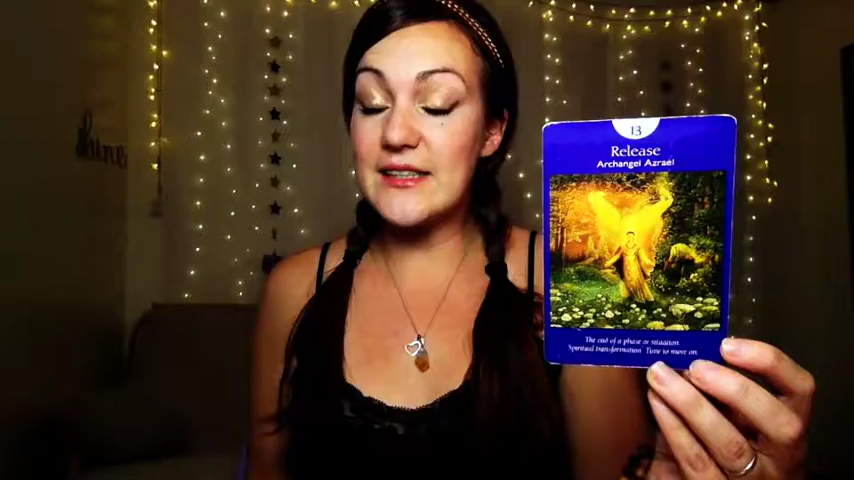 13
Release
Archangel Azrael
The end of a phase or situation.
Spiritual transformation. Time to move on.